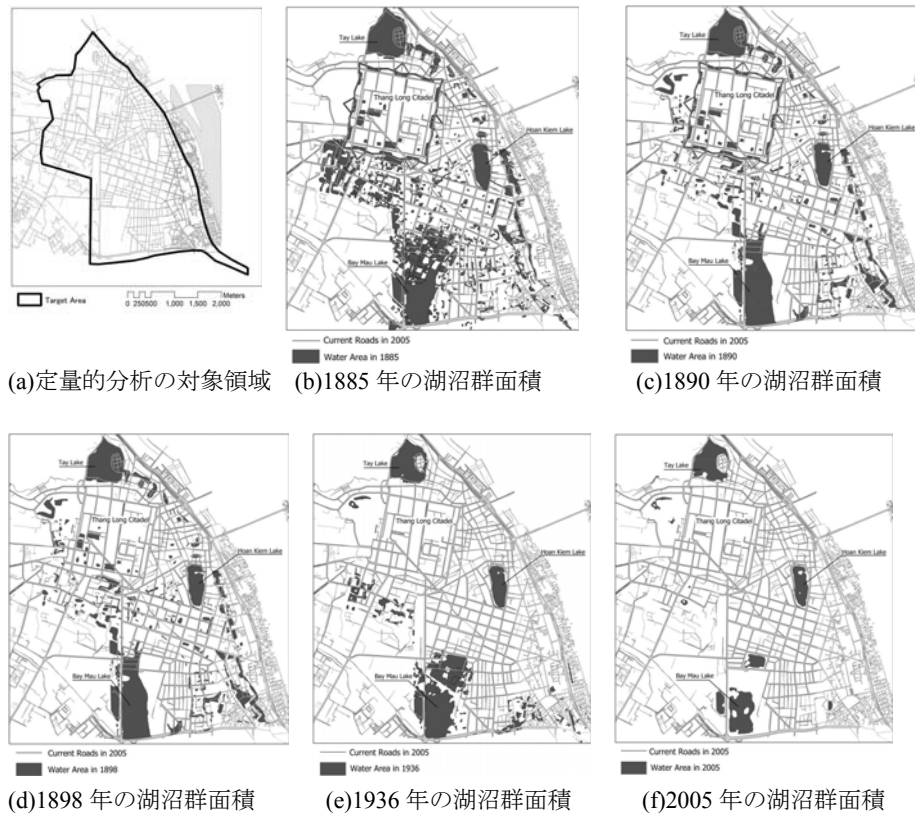 Target Area
Meters
0 250500 1,000 1,500 2,000
(a)定量的分析の対象領域
Tay Lake
Thang Long Citadel
Hoan Kiem Lake
Bay Mau Lake
Current Roads in 2005
Water Area in 1885
(b)1885 年の湖沼群面積
Tay Lake
Thang Long Citadel
Hoan Kiem Lake
Bay Mau Lake
Current Roads in 2005
Water Area in 1890
(c)1890 年の湖沼群面積
Tay Lake
Thang Long Citadel
Hoan Kiem Lake
Bay Mau Lake
Current Roads in 2005
Water Area in 1898
(d)1898 年の湖沼群面積
Tay Lake
Thang Long Citadel
Hoan Kiem Lake
Bay Mau Lake
Current Roads in 2005
Water Area in 1936
(e)1936 年の湖沼群面積
Tay Lake
Thang Long Citadel
Hoan Kiem Lake
Bay Mau Lake
Current Roads in 2005
Water Area in 2005
(f)2005 年の湖沼群面積